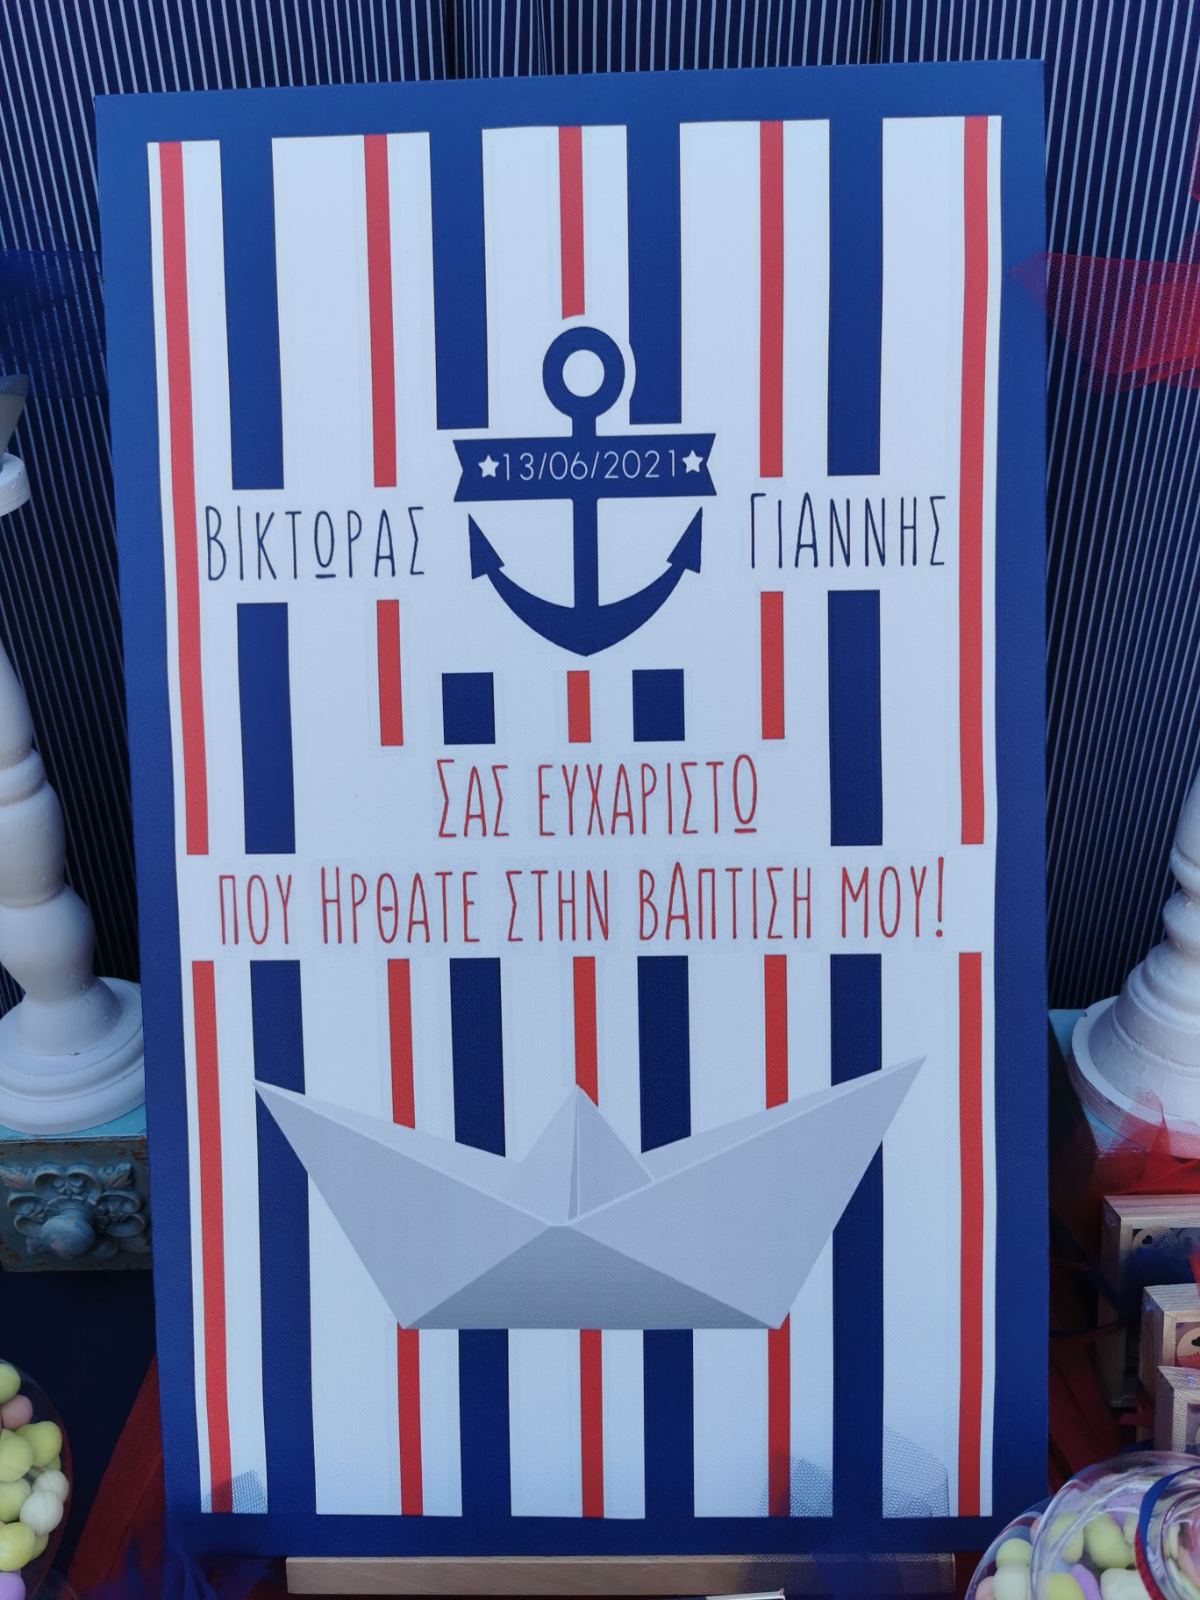 13/06/2021
ΒΙΚΤΩΡΑΣ ΓΙΑΝΝΗΣ
ΣΑΣ ΕΥΧΑΡΙΣΤΩ
ΠΟΥ ΗΡΘΑΤΕ ΣΤΗΝ ΒΑΠΤΙΣΗ ΜΟΥ!